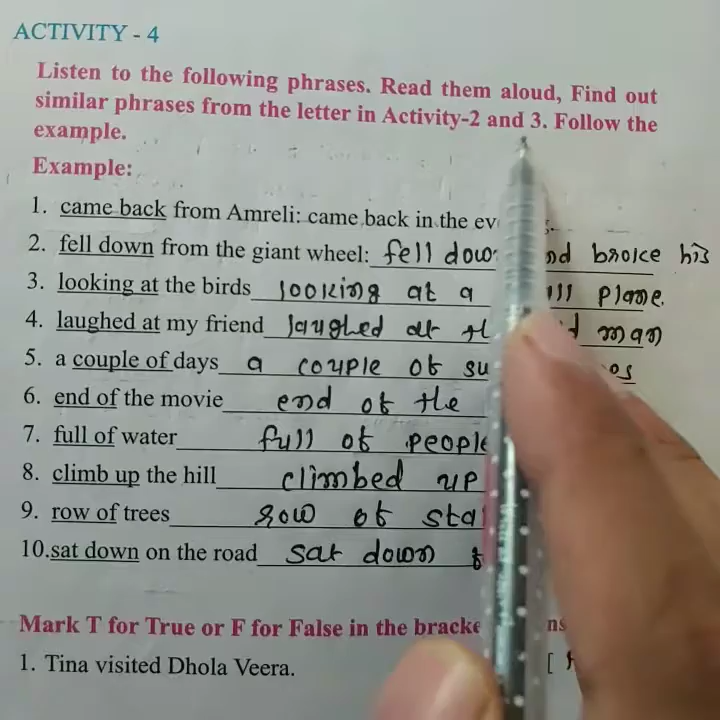 ACTIVITY - 4
Listen to the following phrases. Read them aloud, Find out
similar phrases from the letter in Activity-2 and 3. Follow the
example.
Example:
1. came back from Amreli: came back in the ev
2. fell down from the giant wheel: fell down nd broke his
3. looking at the birds looking at a ll plane.
4. laughed at my friend laughed at th d man
5. a couple of days a couple of su os
6. end of the movie end of the
7. full of water full of people
8. climb up the hill climbed up
9. row of trees row of sta
10.sat down on the road sat down
Mark T for True or F for False in the bracke ns
1. Tina visited Dhola Veera. [